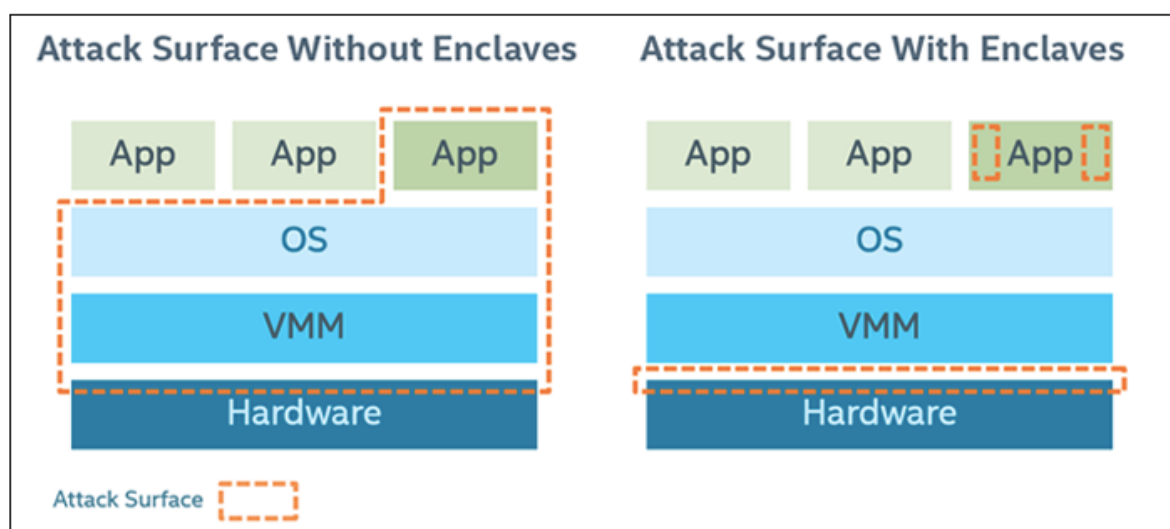 Attack Surface Without Enclaves
App App App
OS
VMM
Hardware
Attack Surface With Enclaves
App App App
OS
VMM
Hardware
Attack Surface